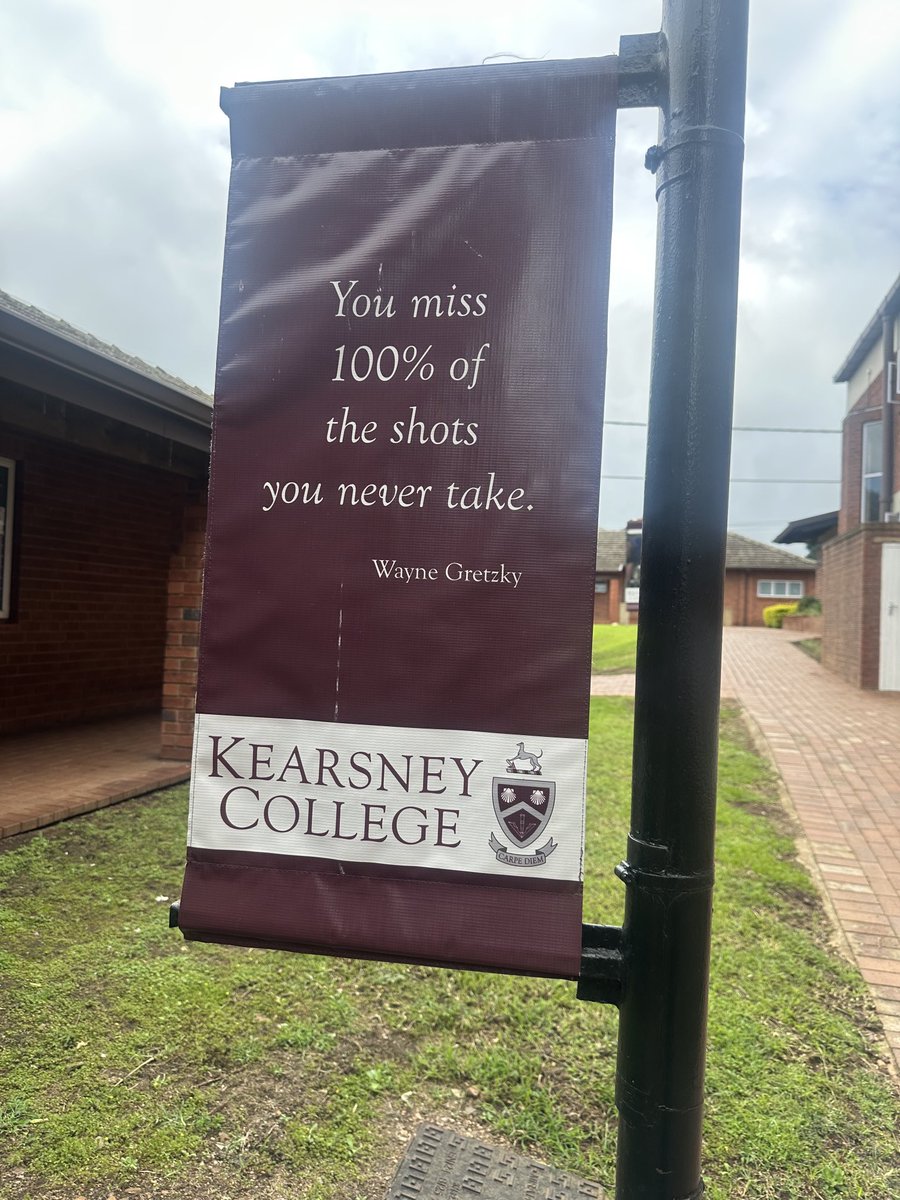 You miss
100% of
the shots
you never take.
Wayne Gretzky
KEARSNEY
COLLEGE
CARPE DIEM